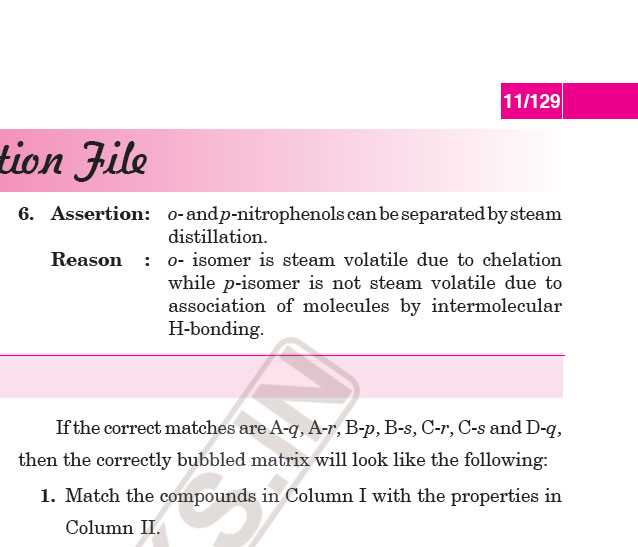 11/129
tion File
6. Assertion: o- and p-nitrophenols can be separated by steam
distillation.
Reason : o- isomer is steam volatile due to chelation
while p-isomer is not steam volatile due to
association of molecules by intermolecular
H-bonding.
If the correct matches are A-q, A-r, B-p, B-s, C-r, C-s and D-q,
then the correctly bubbled matrix will look like the following:
1. Match the compounds in Column I with the properties in
Column II.
KS.IN